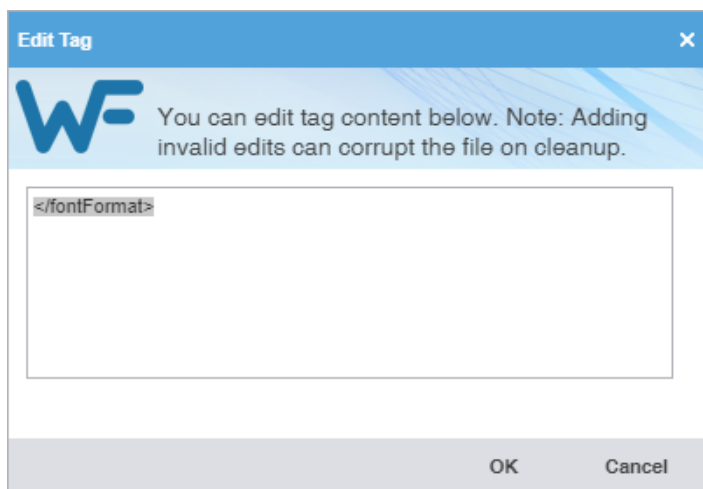 Edit Tag
WF
You can edit tag content below. Note: Adding
invalid edits can corrupt the file on cleanup.
</fontFormat>
OK Cancel